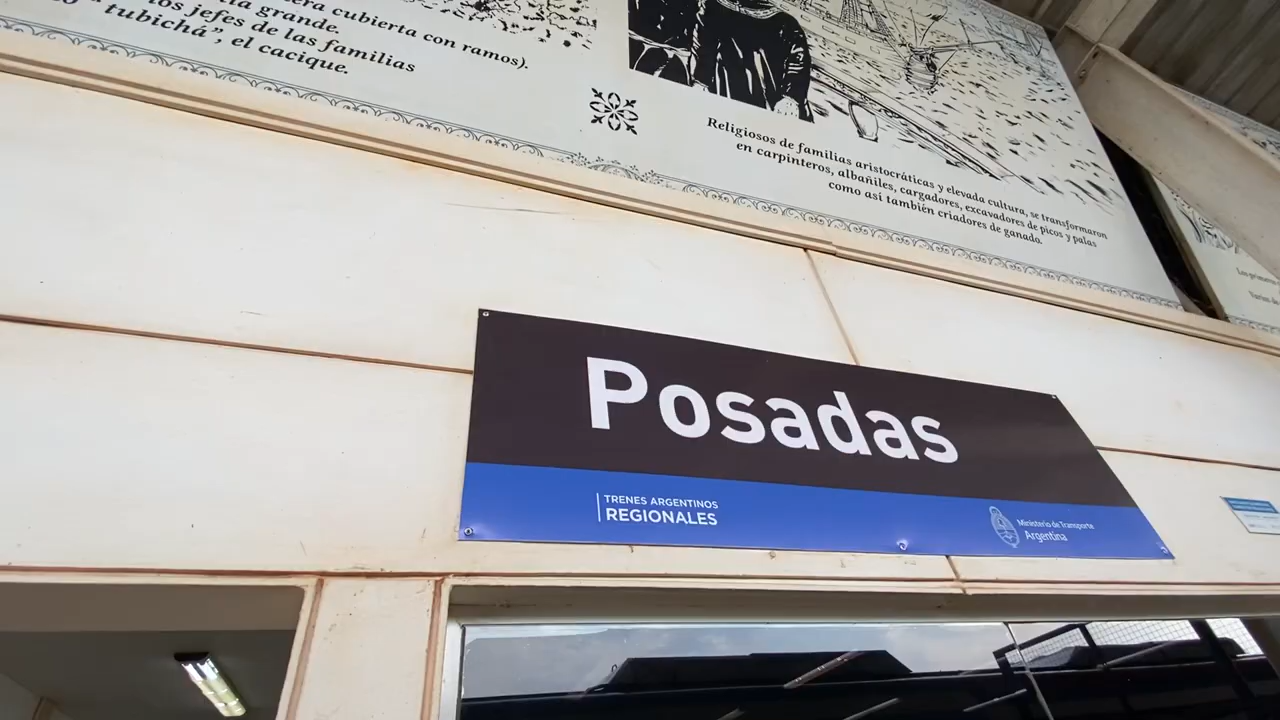 era cubierta con ramos).
la grande.
los jefes de las familias
"tubichá", el cacique.
Religiosos de familias aristocráticas y elevada cultura, se transformaron
en carpinteros, albañiles, cargadores, excavadores de picos y palas
como así también criadores de ganado.
Posadas
TRENES ARGENTINOS
REGIONALES
Ministerio de Transporte
Argentina